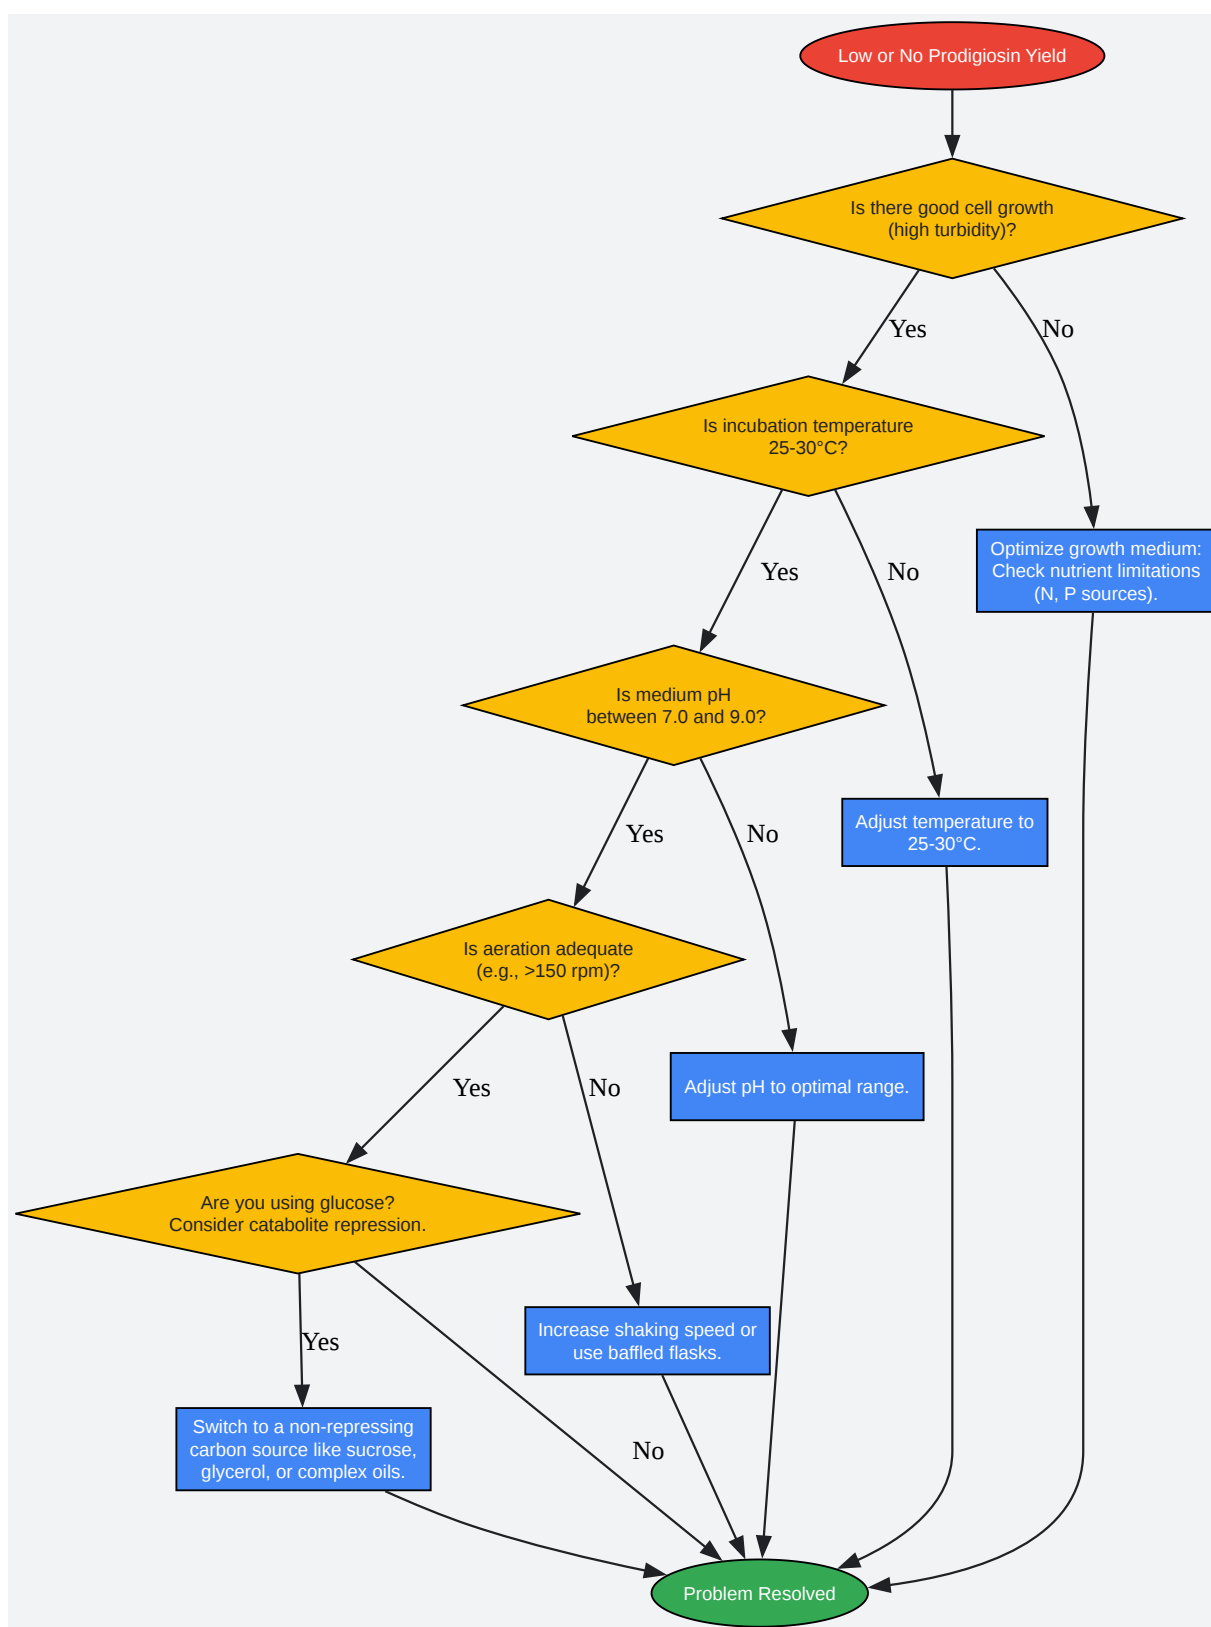 Low or No Prodigiosin Yield
Is there good cell growth
(high turbidity)?
Yes
No
Is incubation temperature
25-30°C?
Optimize growth medium:
Check nutrient limitations
(N, P sources).
Yes
No
Is medium pH
between 7.0 and 9.0?
Adjust temperature to
25-30°C.
Yes
No
Is aeration adequate
(e.g., >150 rpm)?
Adjust pH to optimal range.
Yes
No
Are you using glucose?
Consider catabolite repression.
Increase shaking speed or
use baffled flasks.
Yes
Switch to a non-repressing
carbon source like sucrose,
glycerol, or complex oils.
No
Problem Resolved